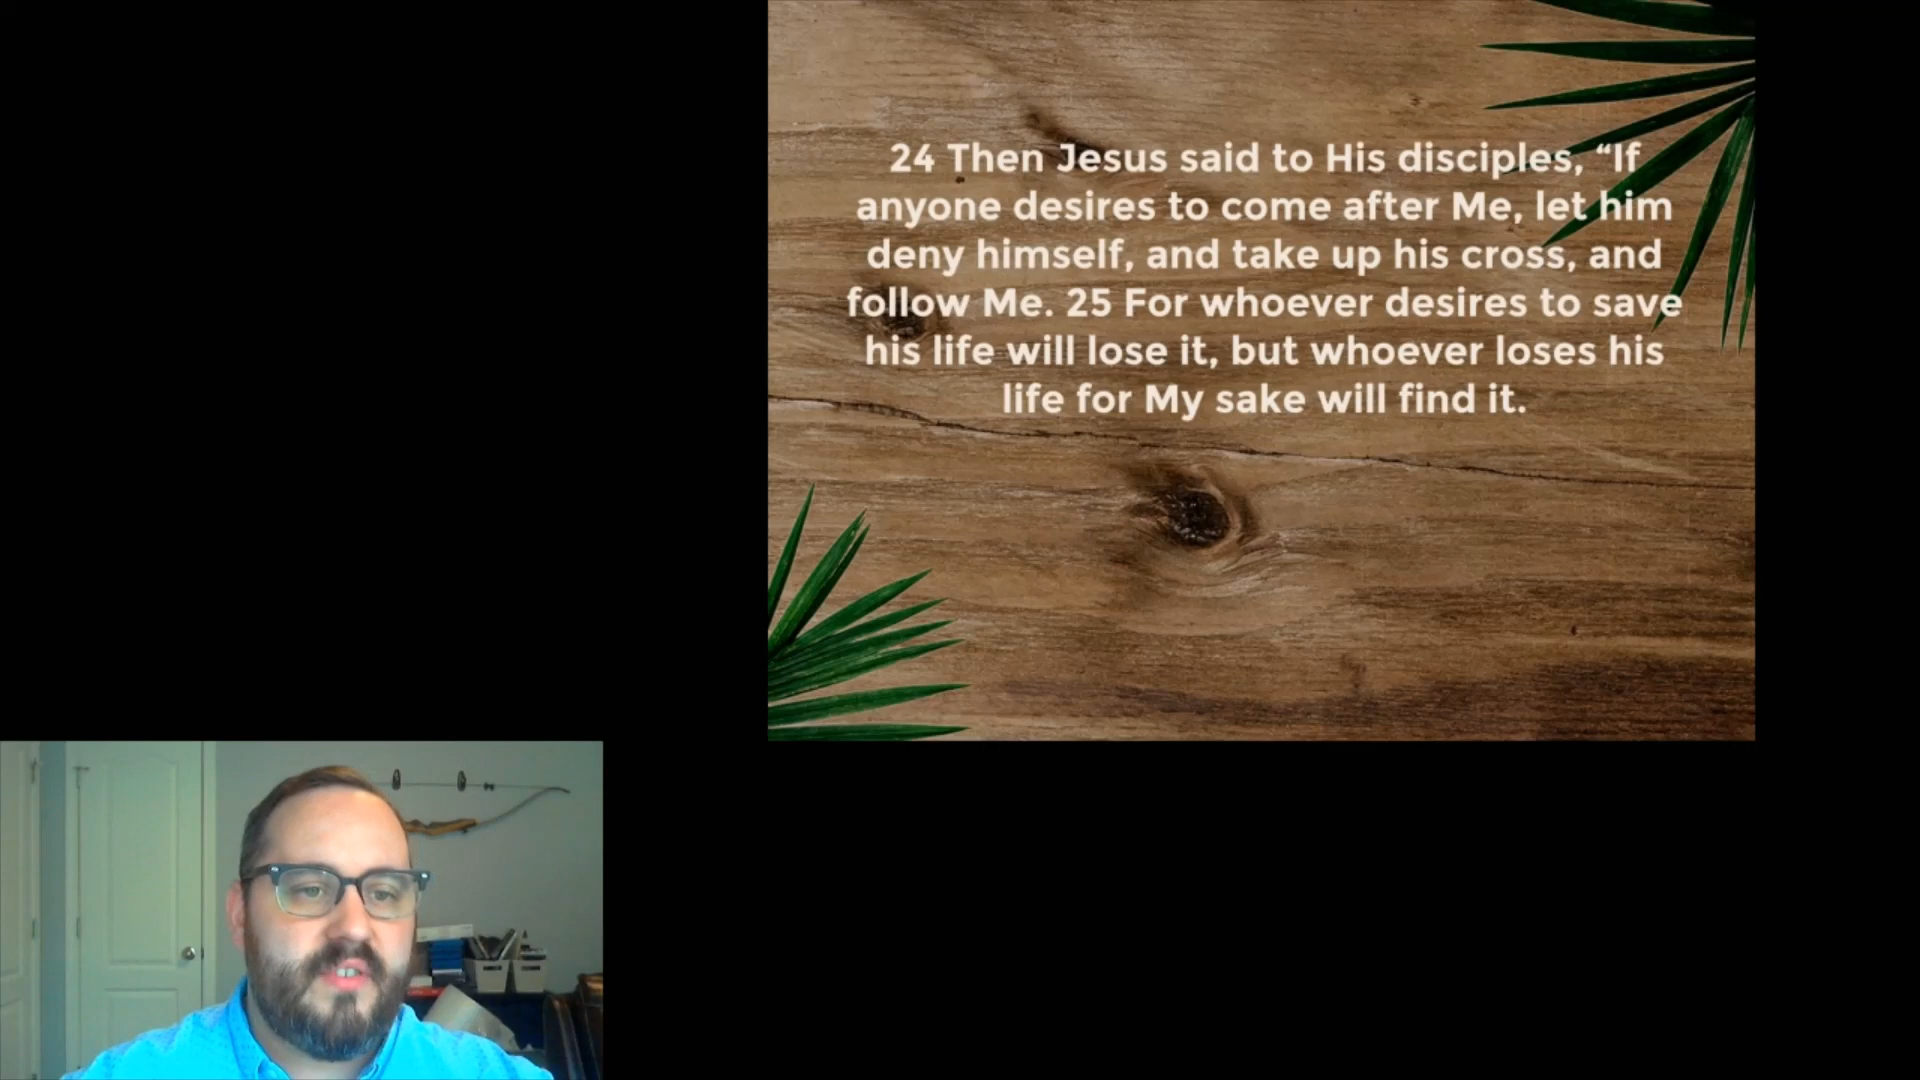 24 Then Jesus said to His disciples, “If
anyone desires to come after Me, let him
deny himself, and take up his cross, and
follow Me. 25 For whoever desires to save
his life will lose it, but whoever loses his
life for My sake will find it.